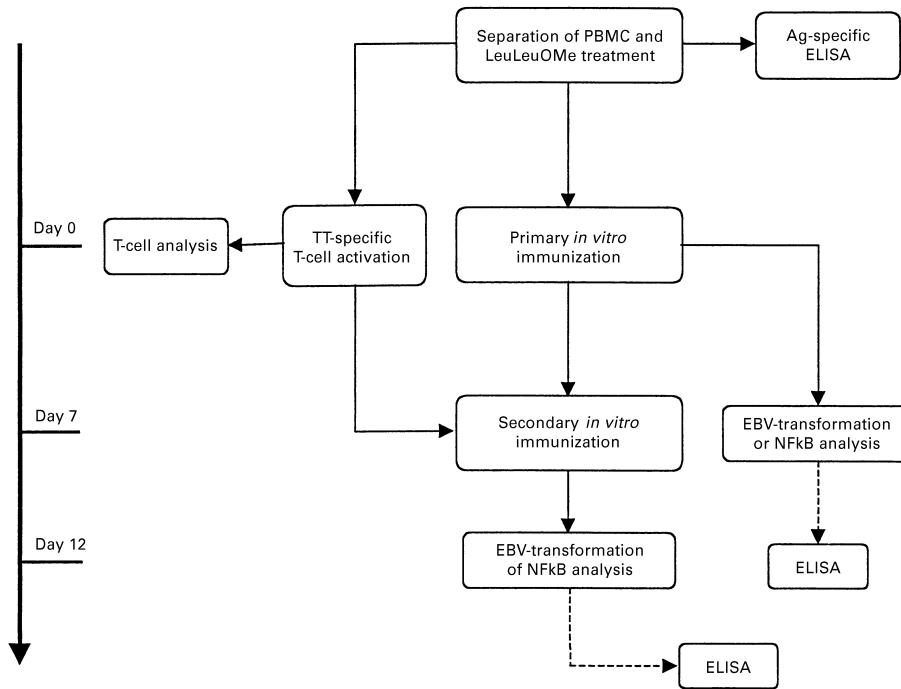 Separation of PBMC and
LeuLeuOMe treatment
Ag-specific
ELISA
Day 0
T-cell analysis
TT-specific
T-cell activation
Primary in vitro
immunization
Day 7
Secondary in vitro
immunization
EBV-transformation
or NFkB analysis
Day 12
EBV-transformation
of NFkB analysis
ELISA
ELISA